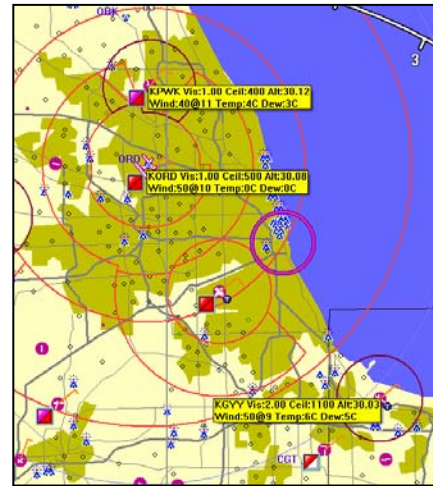 OBK
3
KPWK Vis:1.00 Ceil:400 Alt:30.12
Wind:40@11 Temp:4C Dew:3C
ORD
KORD Vis:1.00 Ceil:500 Alt:30.08
Wind:50@10 Temp:0C Dew:0C
KGYY Vis:2.00 Ceil:1100 Alt:30.03
Wind:50@9 Temp:6C Dew:5C
CGT